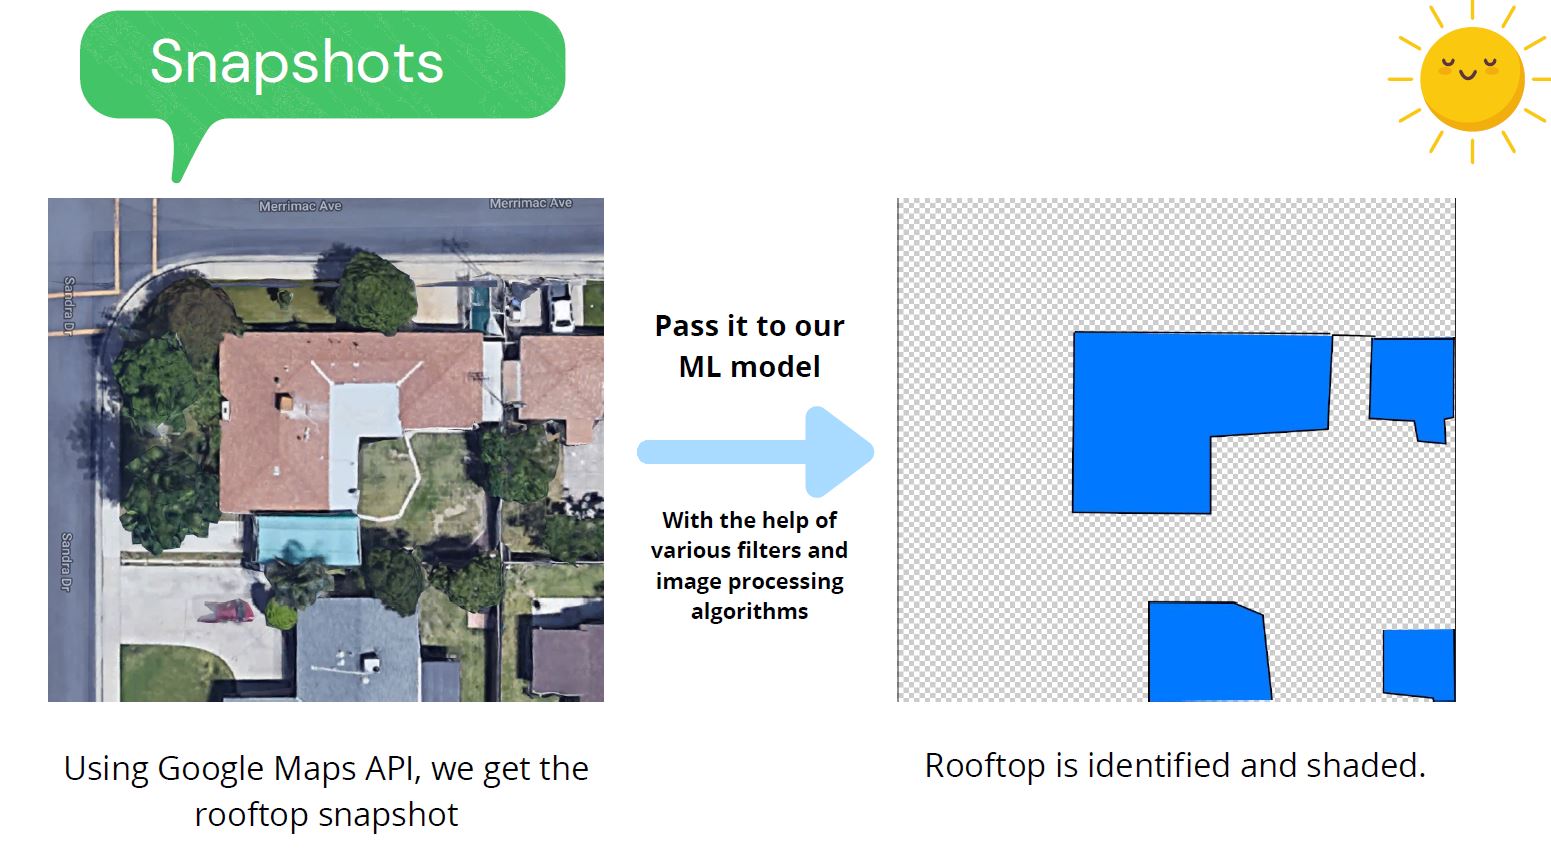 Snapshots
Merrimac Ave
Merrimac Ave
Sandra Dr
Sandra Dr
Pass it to our
ML model
With the help of
various filters and
image processing
algorithms
Using Google Maps API, we get the
rooftop snapshot
Rooftop is identified and shaded.